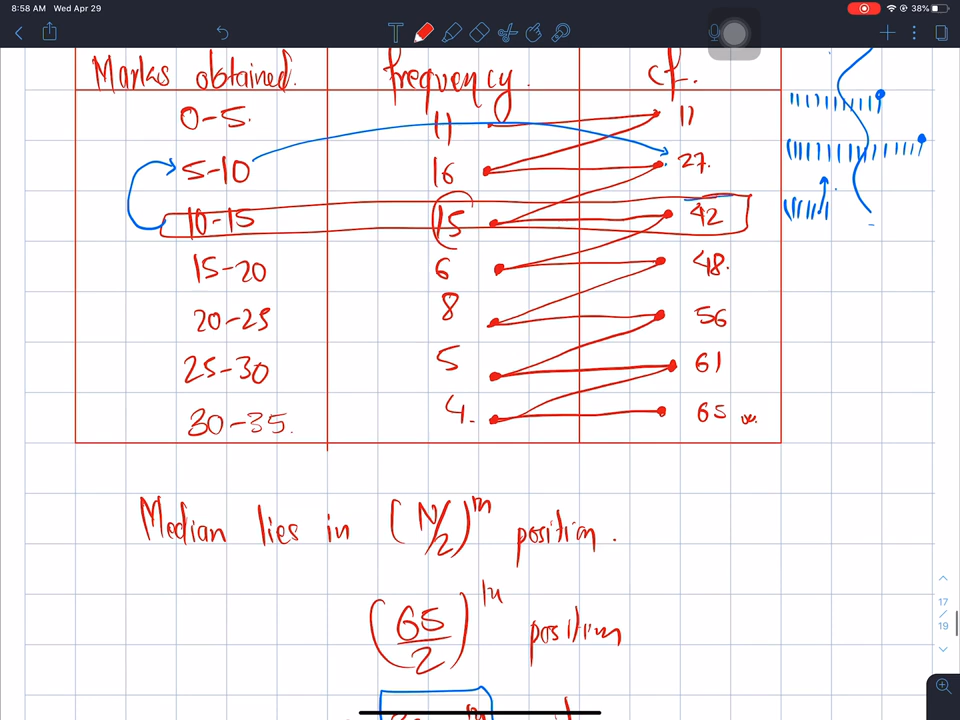 8:58 AM Wed Apr 29 38%
T
Marks obtained. frequency. cf.
0-5. 11 11
5-10 16 27.
10-15 15 42
15-20 6 48.
20-25 8 56
25-30 5 61
30-35. 4. 65
Median lies in (N/2)th position.
(65/2)th position
17
/
19